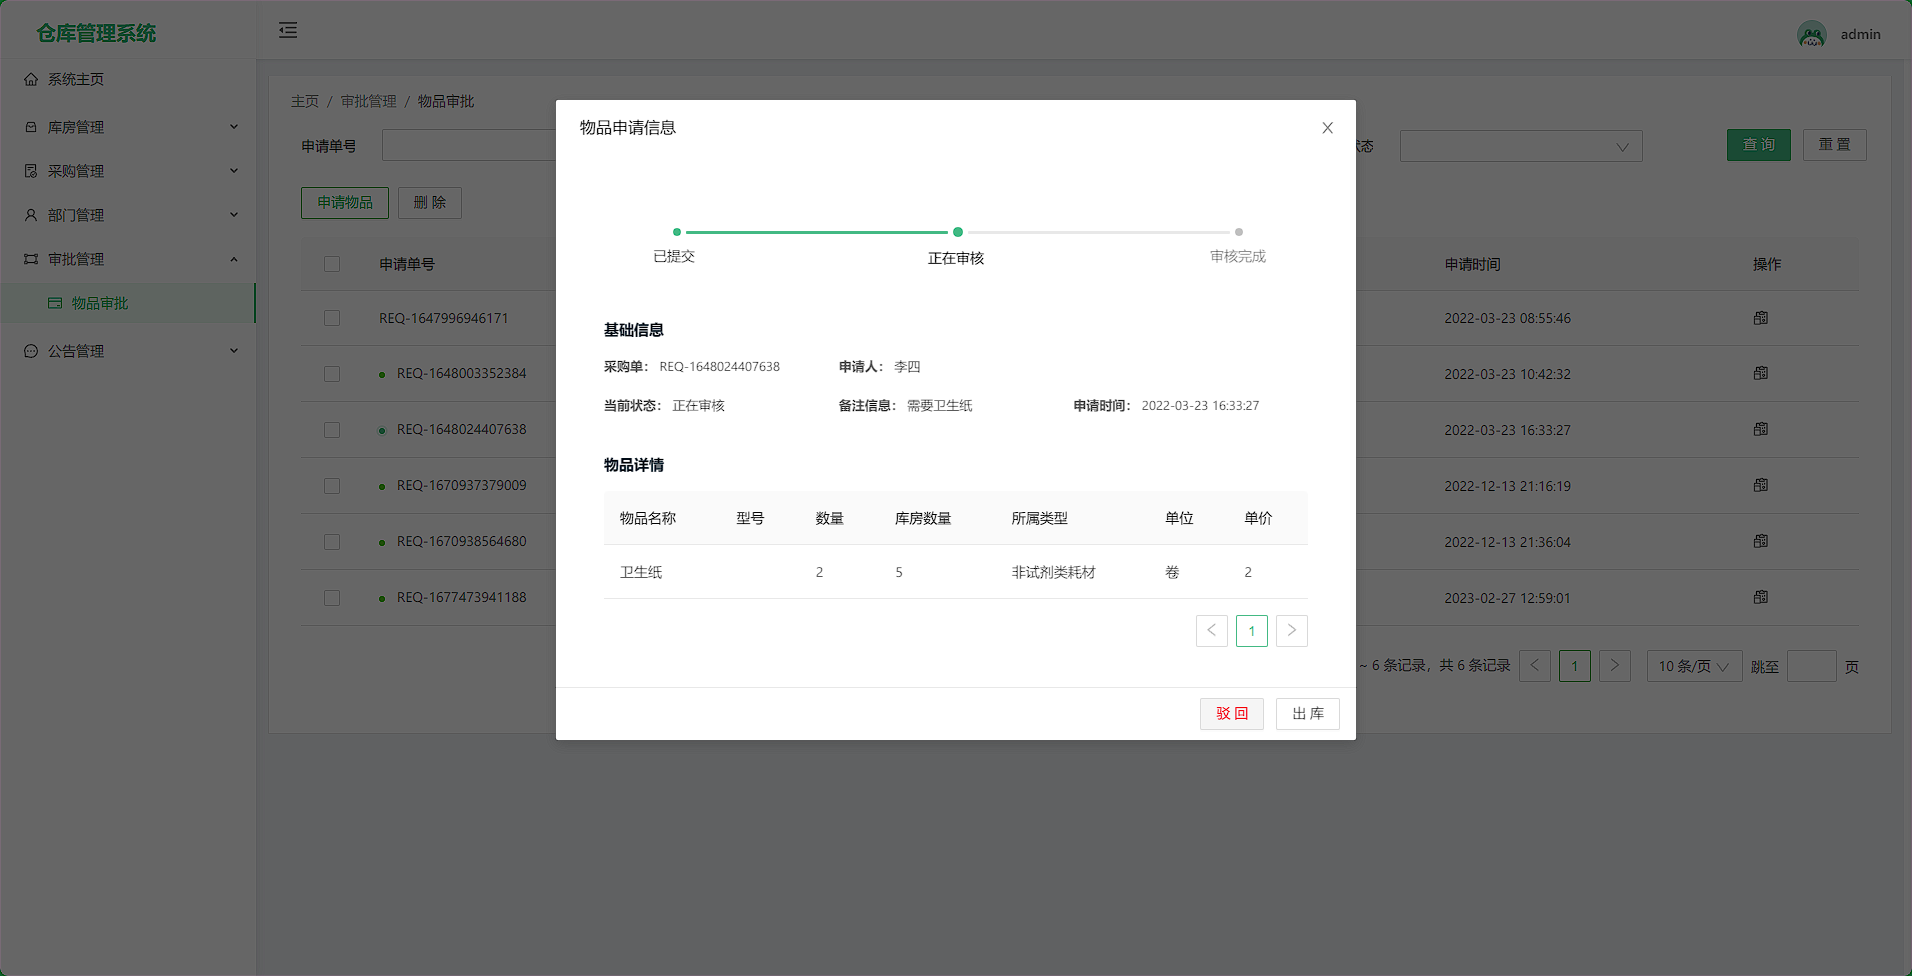 仓库管理系统
admin
系统主页
库房管理
采购管理
部门管理
审批管理
物品审批
公告管理
主页 / 审批管理 / 物品审批
申请单号
状态
查 询
重 置
申请物品
删 除
申请单号 申请时间 操作
REQ-1647996946171 2022-03-23 08:55:46
REQ-1648003352384 2022-03-23 10:42:32
REQ-1648024407638 2022-03-23 16:33:27
REQ-1670937379009 2022-12-13 21:16:19
REQ-1670938564680 2022-12-13 21:36:04
REQ-1677473941188 2023-02-27 12:59:01
~ 6 条记录，共 6 条记录 1 10 条/页 跳至 页
物品申请信息
已提交 正在审核 审核完成
基础信息
采购单： REQ-1648024407638 申请人： 李四
当前状态： 正在审核 备注信息： 需要卫生纸 申请时间： 2022-03-23 16:33:27
物品详情
物品名称 型号 数量 库房数量 所属类型 单位 单价
卫生纸 2 5 非试剂类耗材 卷 2
1
驳 回
出 库